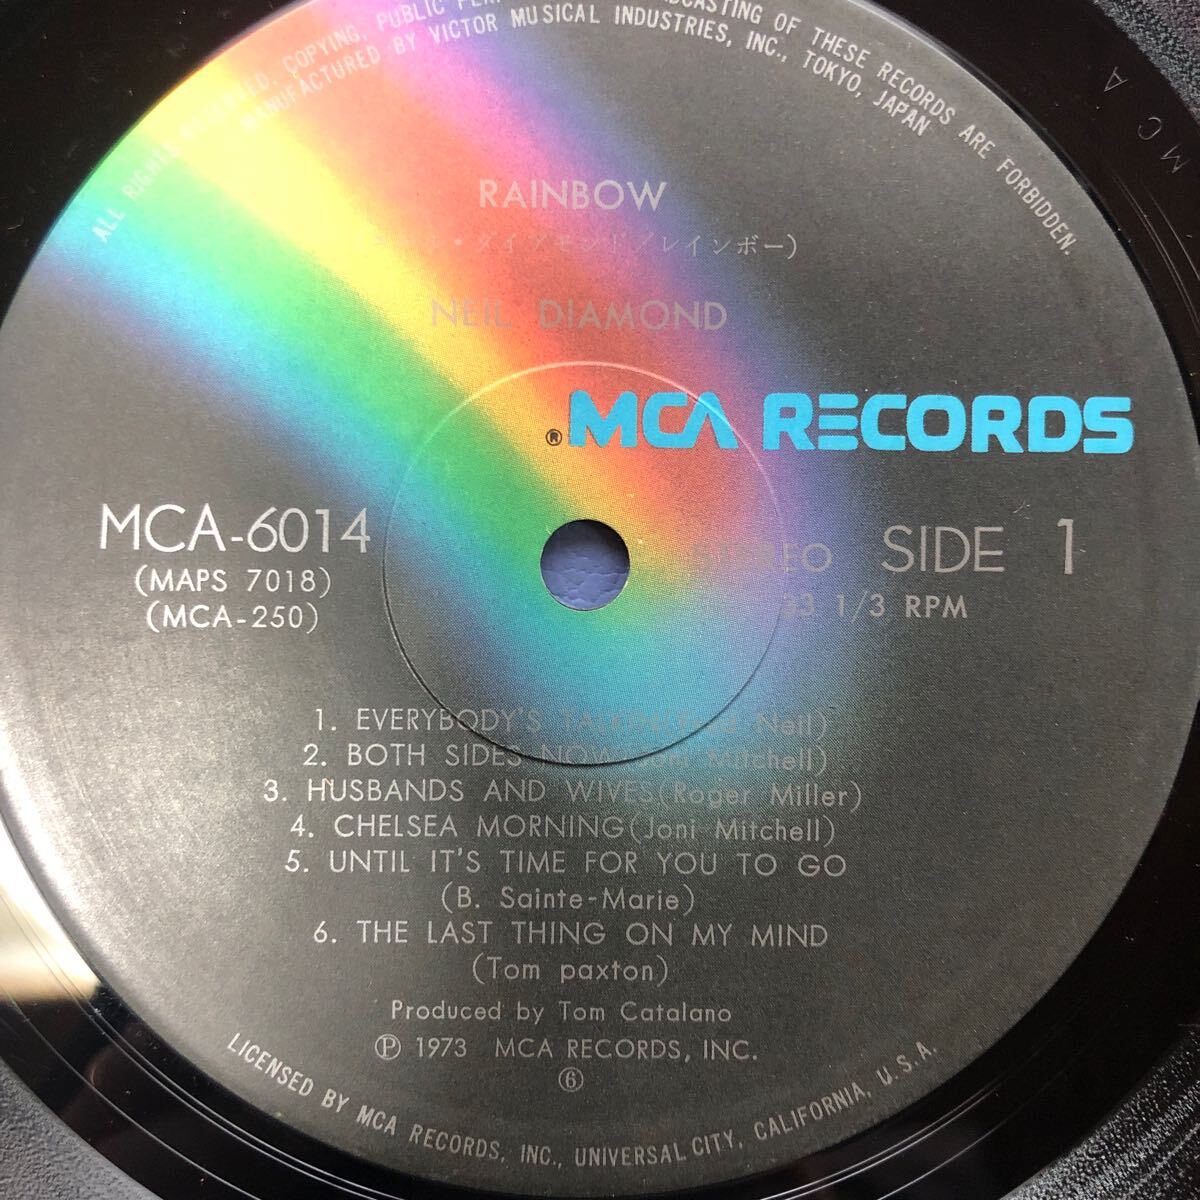 ALL RIGHTS COPYING, PUBLIC OF THESE RECORDS ARE FORBIDDEN.
MANUFACTURED BY VICTOR MUSICAL INDUSTRIES, INC., TOKYO, JAPAN
MCA
RAINBOW
・ダイアモンド/レインボー)
NEIL DIAMOND
®MCA RECORDS
MCA-6014
(MAPS 7018)
(MCA-250)
STEREO SIDE 1
33 1/3 RPM
1. EVERYBODY'S Neil)
2. BOTH SIDES NOW Mitchell)
3. HUSBANDS AND WIVES(Roger Miller)
4. CHELSEA MORNING(Joni Mitchell)
5. UNTIL IT'S TIME FOR YOU TO GO
(B. Sainte-Marie)
6. THE LAST THING ON MY MIND
(Tom paxton)
Produced by Tom Catalano
Ⓟ 1973 MCA RECORDS, INC.
⑥
LICENSED BY MCA RECORDS, INC., UNIVERSAL CITY, CALIFORNIA, U.S.A.